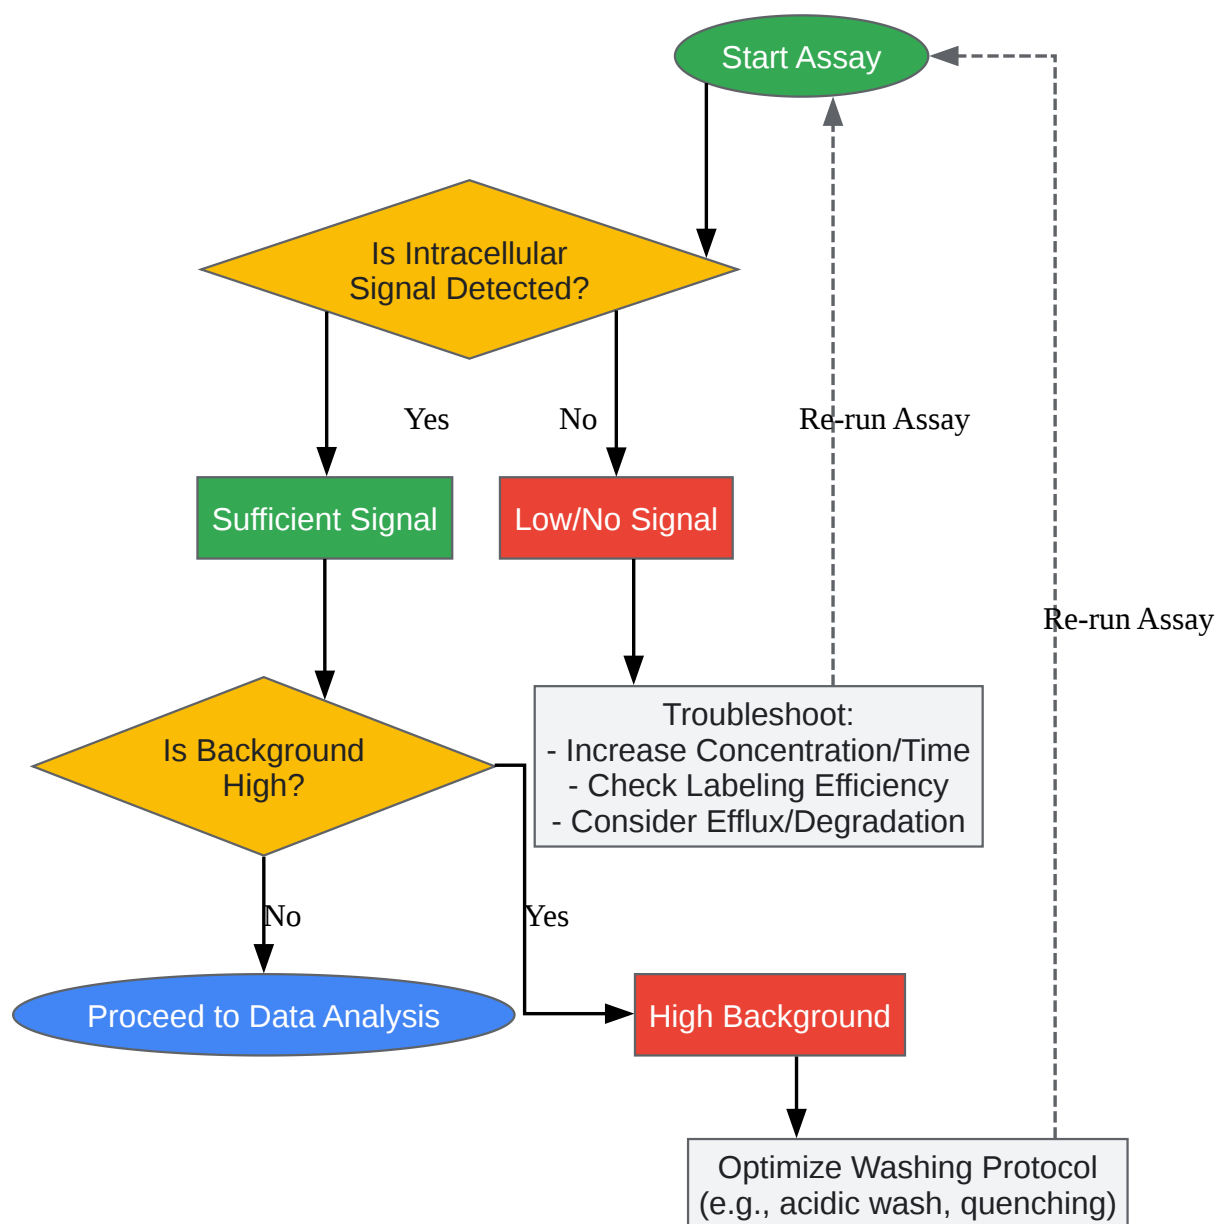 Start Assay
Is Intracellular
Signal Detected?
Yes
No
Re-run Assay
Sufficient Signal
Low/No Signal
Re-run Assay
Troubleshoot:
- Increase Concentration/Time
- Check Labeling Efficiency
- Consider Efflux/Degradation
Is Background
High?
No
Yes
Proceed to Data Analysis
High Background
Optimize Washing Protocol
(e.g., acidic wash, quenching)